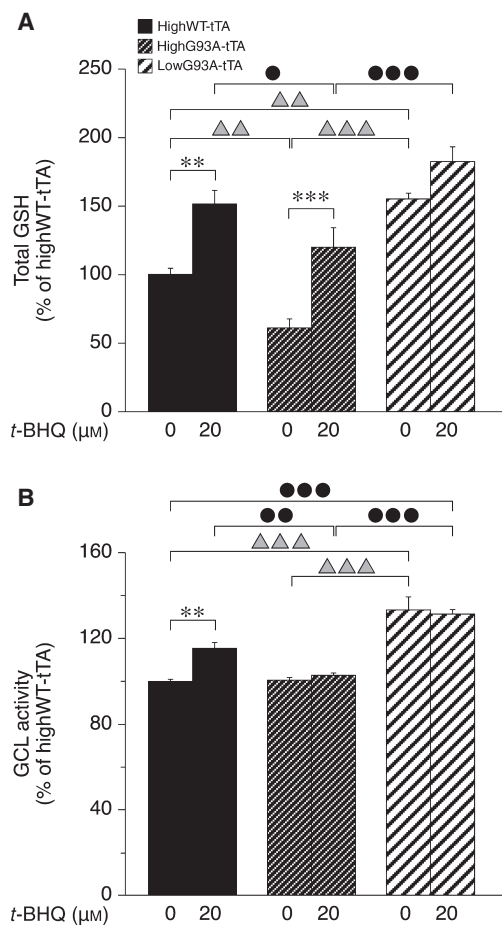 A
HighWT-tTA
HighG93A-tTA
LowG93A-tTA
250
200
150
100
50
0
Total GSH
(% of highWT-tTA)
**
***
t-BHQ (µM) 0 20 0 20 0 20
B
160
120
80
40
0
GCL activity
(% of highWT-tTA)
**
t-BHQ (µM) 0 20 0 20 0 20